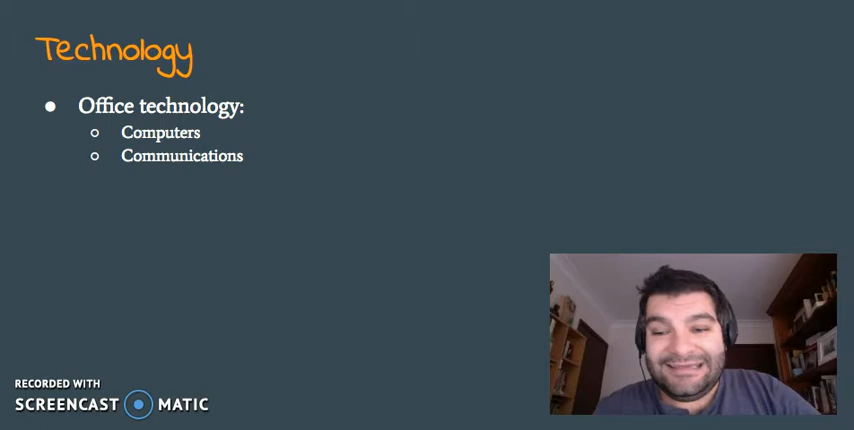 Technology
● Office technology:
○ Computers
○ Communications
RECORDED WITH
SCREENCAST MATIC